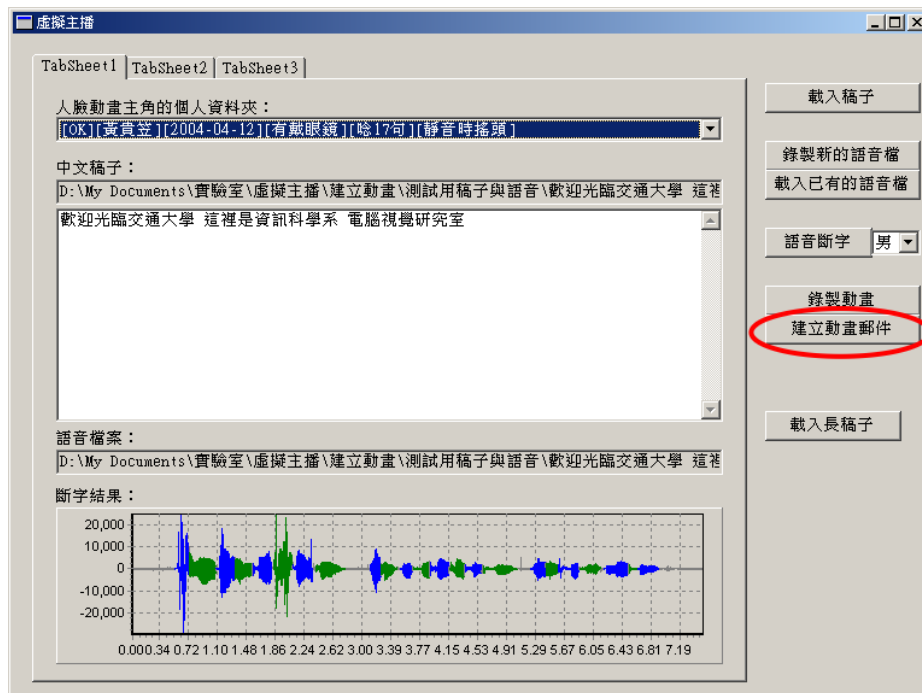 虛擬主播
TabSheet1 TabSheet2 TabSheet3
人臉動畫主角的個人資料夾：
[OK][黃貴笠][2004-04-12][有戴眼鏡][唸17句][靜音時搖頭]
中文稿子：
D:\My Documents\實驗室\虛擬主播\建立動畫\測試用稿子與語音\歡迎光臨交通大學 這裡
歡迎光臨交通大學 這裡是資訊科學系 電腦視覺研究室
語音檔案：
D:\My Documents\實驗室\虛擬主播\建立動畫\測試用稿子與語音\歡迎光臨交通大學 這裡
斷字結果：
20,000
10,000
0
-10,000
-20,000
0.00 0.34 0.72 1.10 1.48 1.86 2.24 2.62 3.00 3.39 3.77 4.15 4.53 4.91 5.29 5.67 6.05 6.43 6.81 7.19
載入稿子
錄製新的語音檔
載入已有的語音檔
語音斷字 男
錄製動畫
建立動畫郵件
載入長稿子